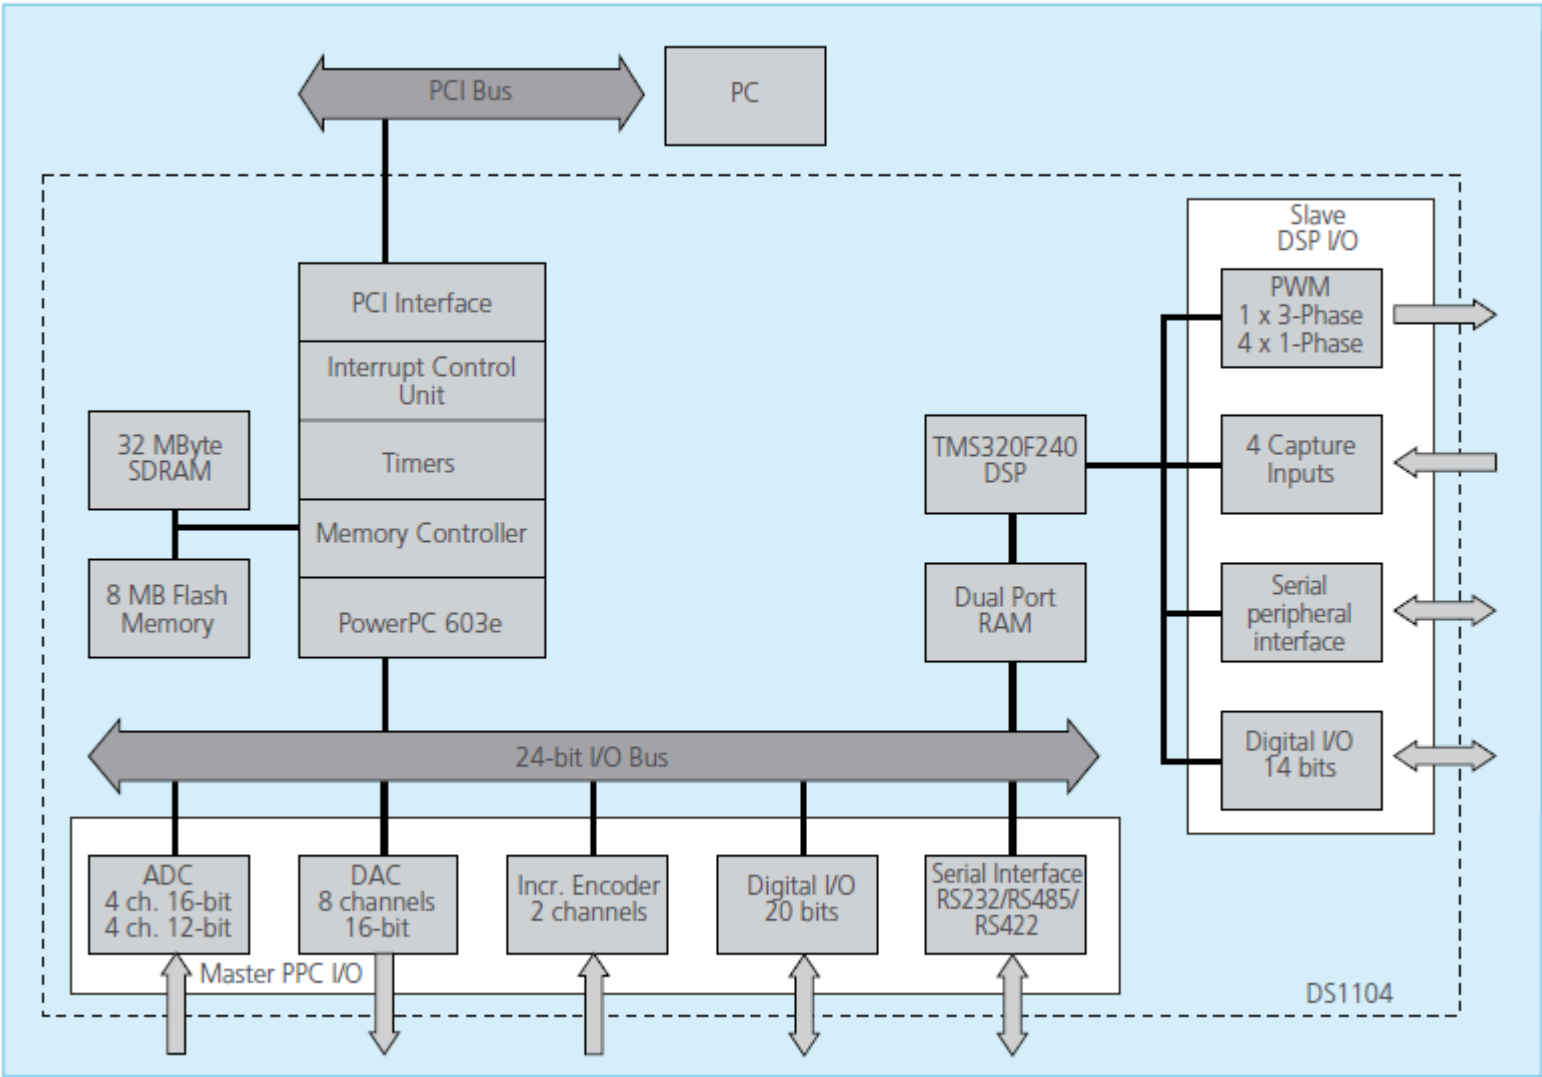 PCI Bus
PC
Slave
DSP I/O
PWM
1 x 3-Phase
4 x 1-Phase
PCI Interface
Interrupt Control
Unit
Timers
Memory Controller
PowerPC 603e
32 MByte
SDRAM
8 MB Flash
Memory
TMS320F240
DSP
Dual Port
RAM
4 Capture
Inputs
Serial
peripheral
interface
Digital I/O
14 bits
24-bit I/O Bus
ADC
4 ch. 16-bit
4 ch. 12-bit
DAC
8 channels
16-bit
Incr. Encoder
2 channels
Digital I/O
20 bits
Serial Interface
RS232/RS485/
RS422
Master PPC I/O
DS1104